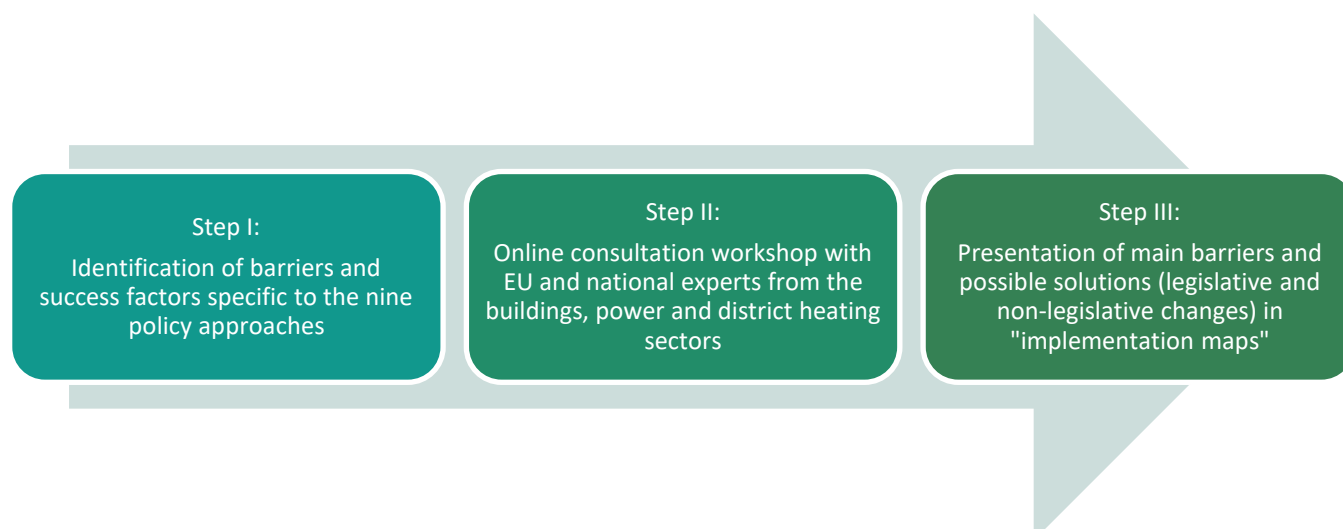 Step I:
Identification of barriers and
success factors specific to the nine
policy approaches
Step II:
Online consultation workshop with
EU and national experts from the
buildings, power and district heating
sectors
Step III:
Presentation of main barriers and
possible solutions (legislative and
non-legislative changes) in
"implementation maps"